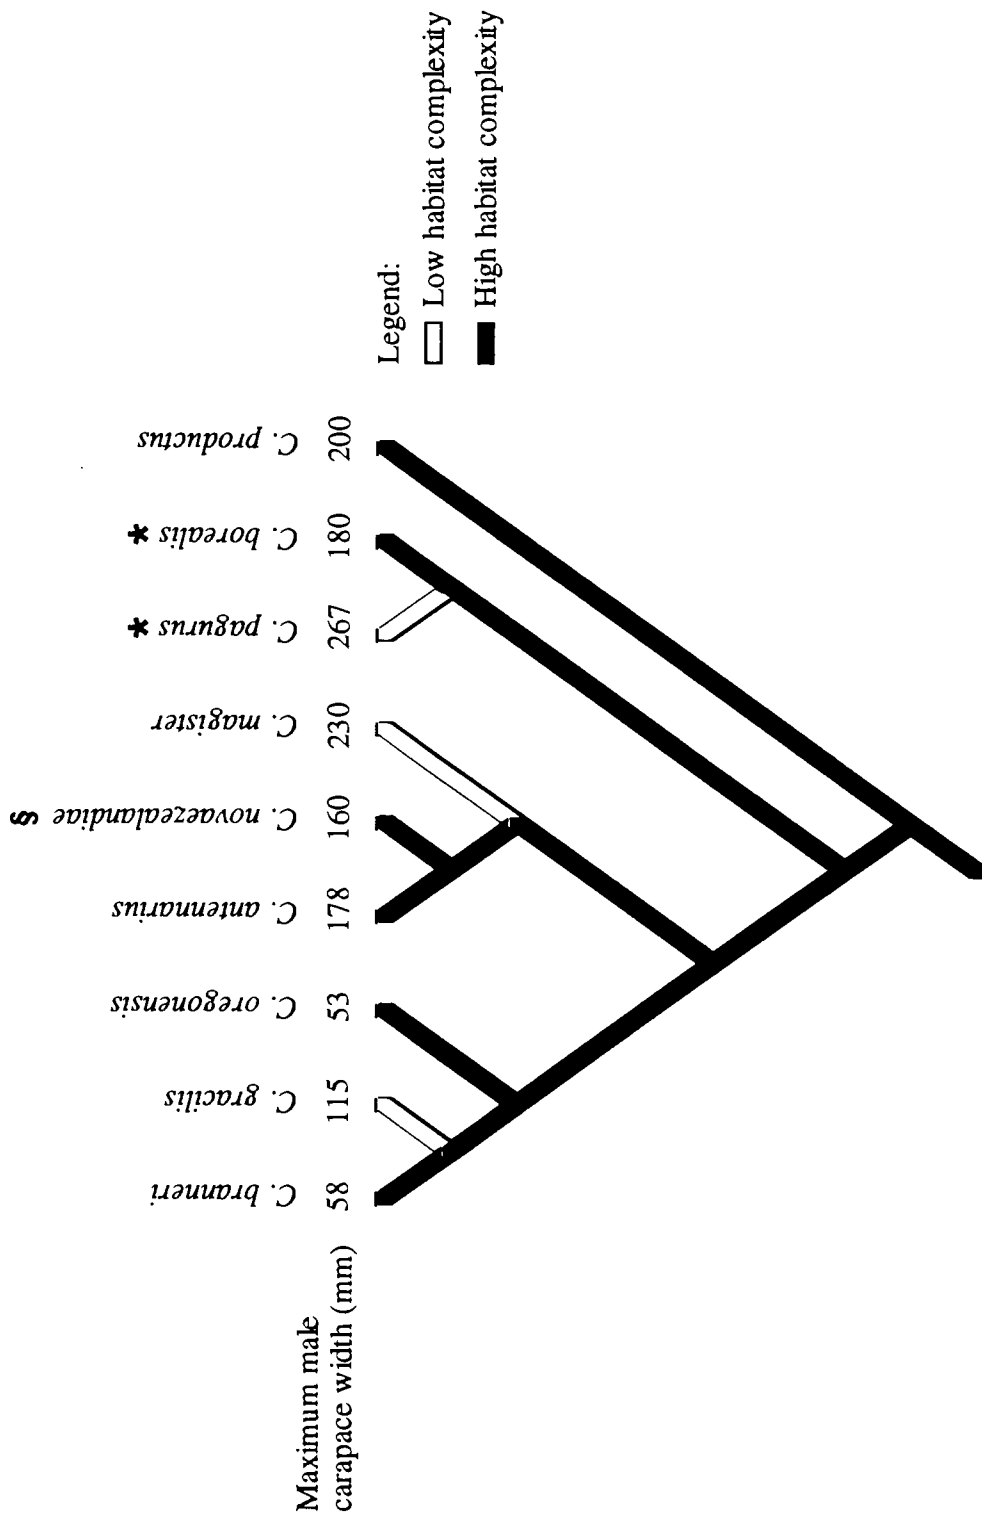 C. branneri
C. gracilis
C. oregonensis
C. antennarius
C. novaezealandiae §
C. magister
C. pagurus *
C. borealis *
C. productus
Maximum male
carapace width (mm)
58 115 53 178 160 230 267 180 200
Legend:
Low habitat complexity
High habitat complexity